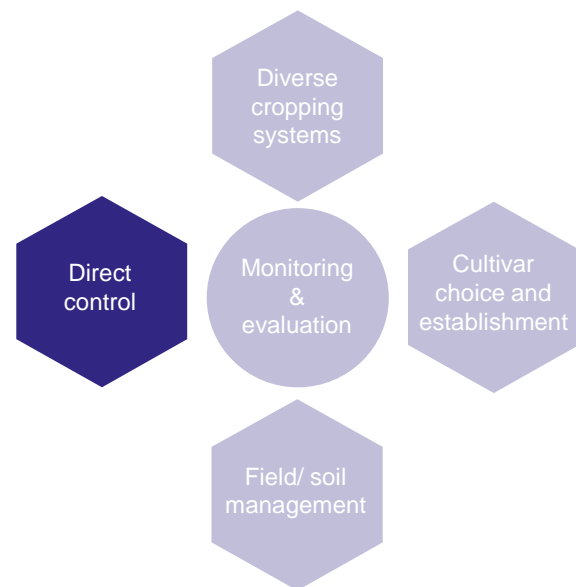 Diverse
cropping
systems
Direct
control
Monitoring
&
evaluation
Cultivar
choice and
establishment
Field/ soil
management